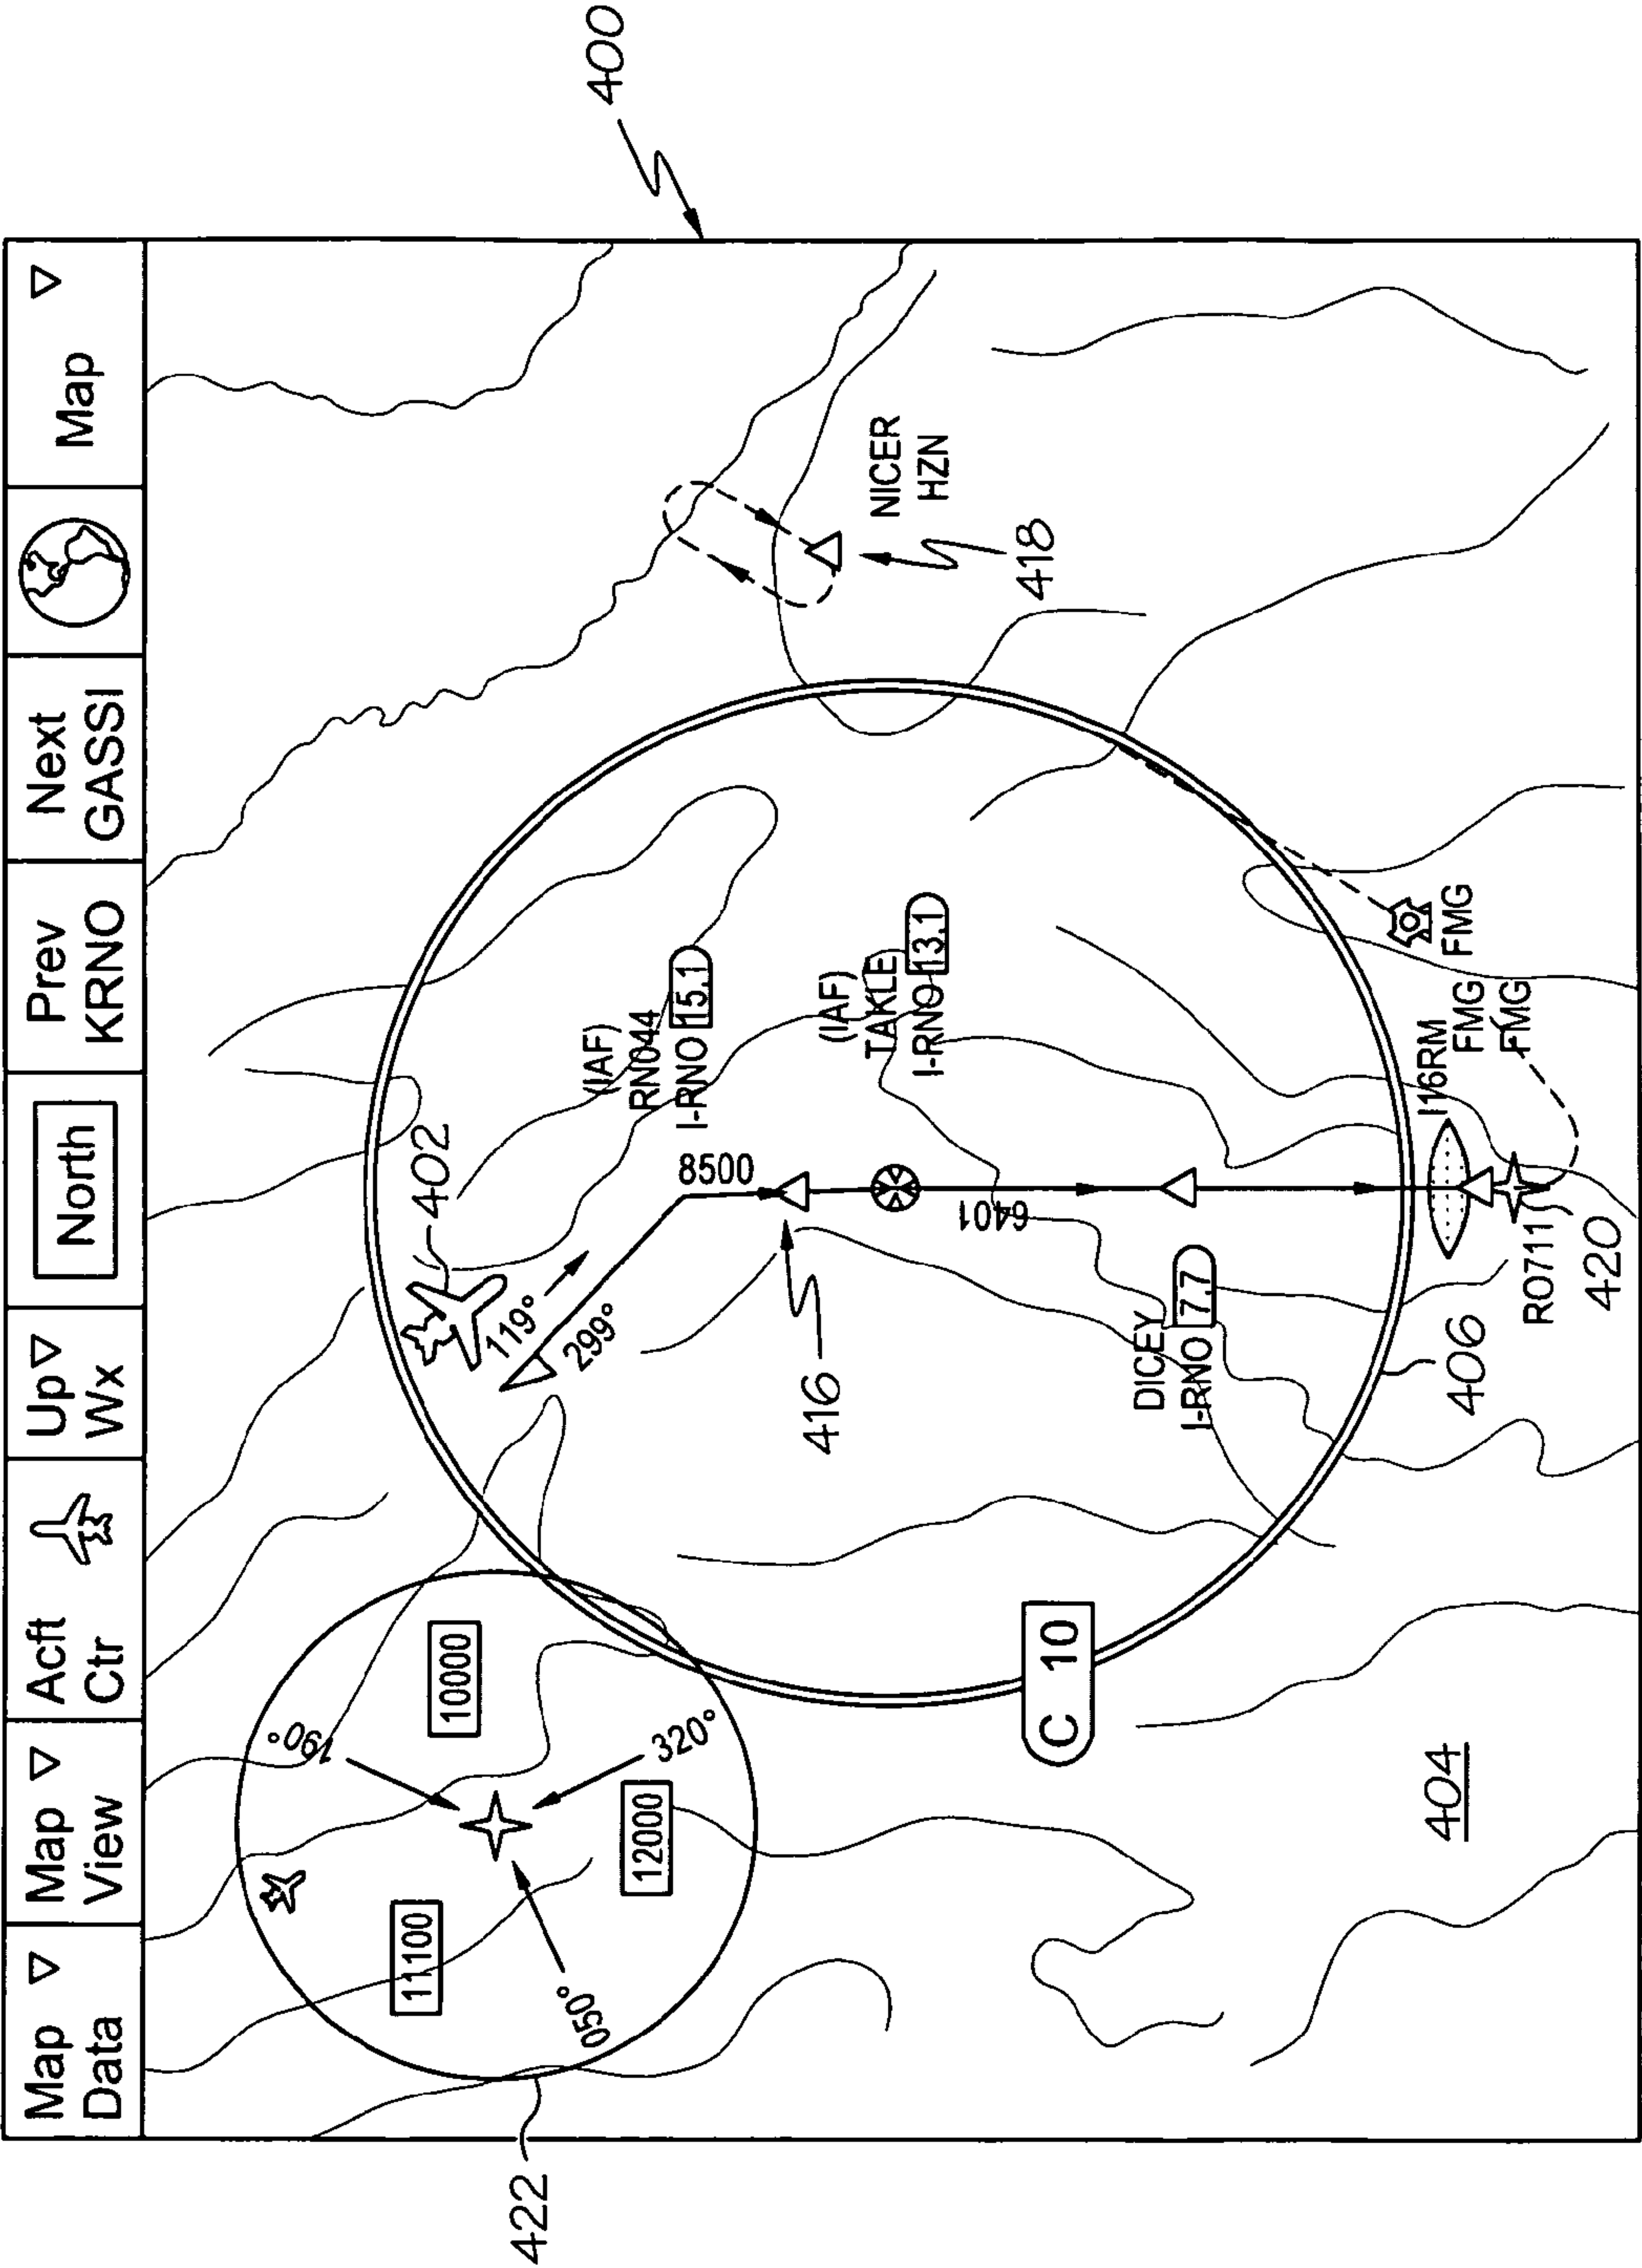 Map
Data
Map
View
Acft
Ctr
Up
Wx
North
Prev
KRNO
Next
GASSI
Map
400
422
190°
10000
11100
050°
12000
320°
402
119°
299°
(IAF)
RN044
I-RNO 15.1
8500
416
(IAF)
TAKLE
I-RNO 13.1
6401
NICER
HZN
418
C 10
DICEY
I-RNO 7.7
406
404
I16RM
FMG
FMG
FMG
RO711
420